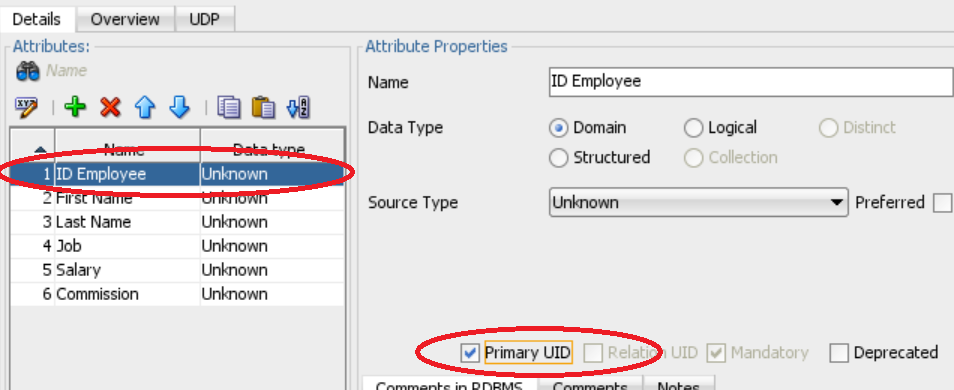 Details Overview UDP
Attributes:
Name
Name Data type
1 ID Employee Unknown
2 First Name Unknown
3 Last Name Unknown
4 Job Unknown
5 Salary Unknown
6 Commission Unknown
Attribute Properties
Name ID Employee
Data Type Domain Logical Distinct
Structured Collection
Source Type Unknown Preferred
Primary UID Relation UID Mandatory Deprecated
Comments in RDBMS Comments Notes